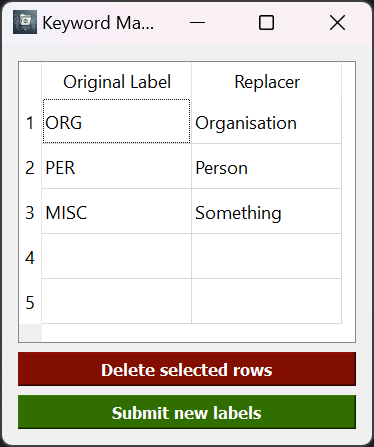 Keyword Ma...
Original Label Replacer
1 ORG Organisation
2 PER Person
3 MISC Something
4
5
Delete selected rows
Submit new labels